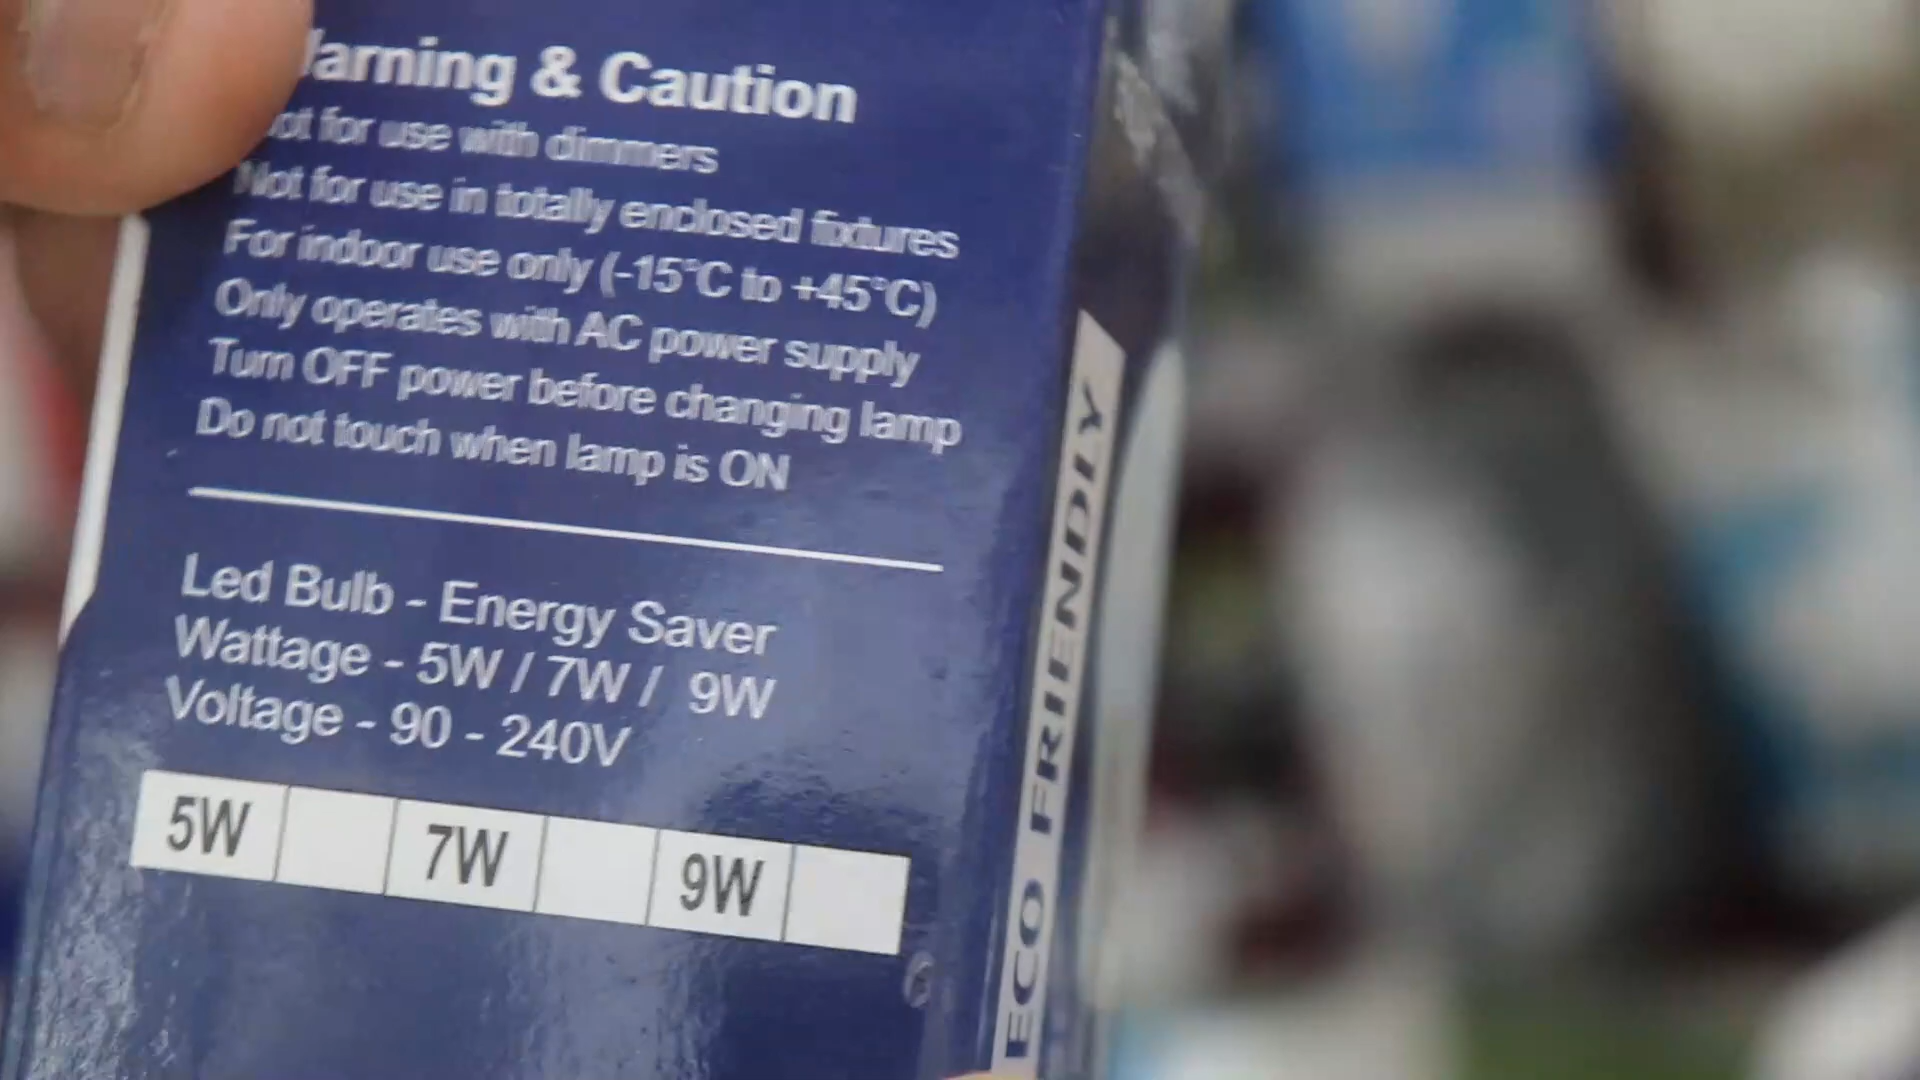 Warning & Caution
Not for use with dimmers
Not for use in totally enclosed fixtures
For indoor use only (-15°C to +45°C)
Only operates with AC power supply
Turn OFF power before changing lamp
Do not touch when lamp is ON
Led Bulb - Energy Saver
Wattage - 5W / 7W / 9W
Voltage - 90 - 240V
5W 7W 9W
ECO FRIENDLY